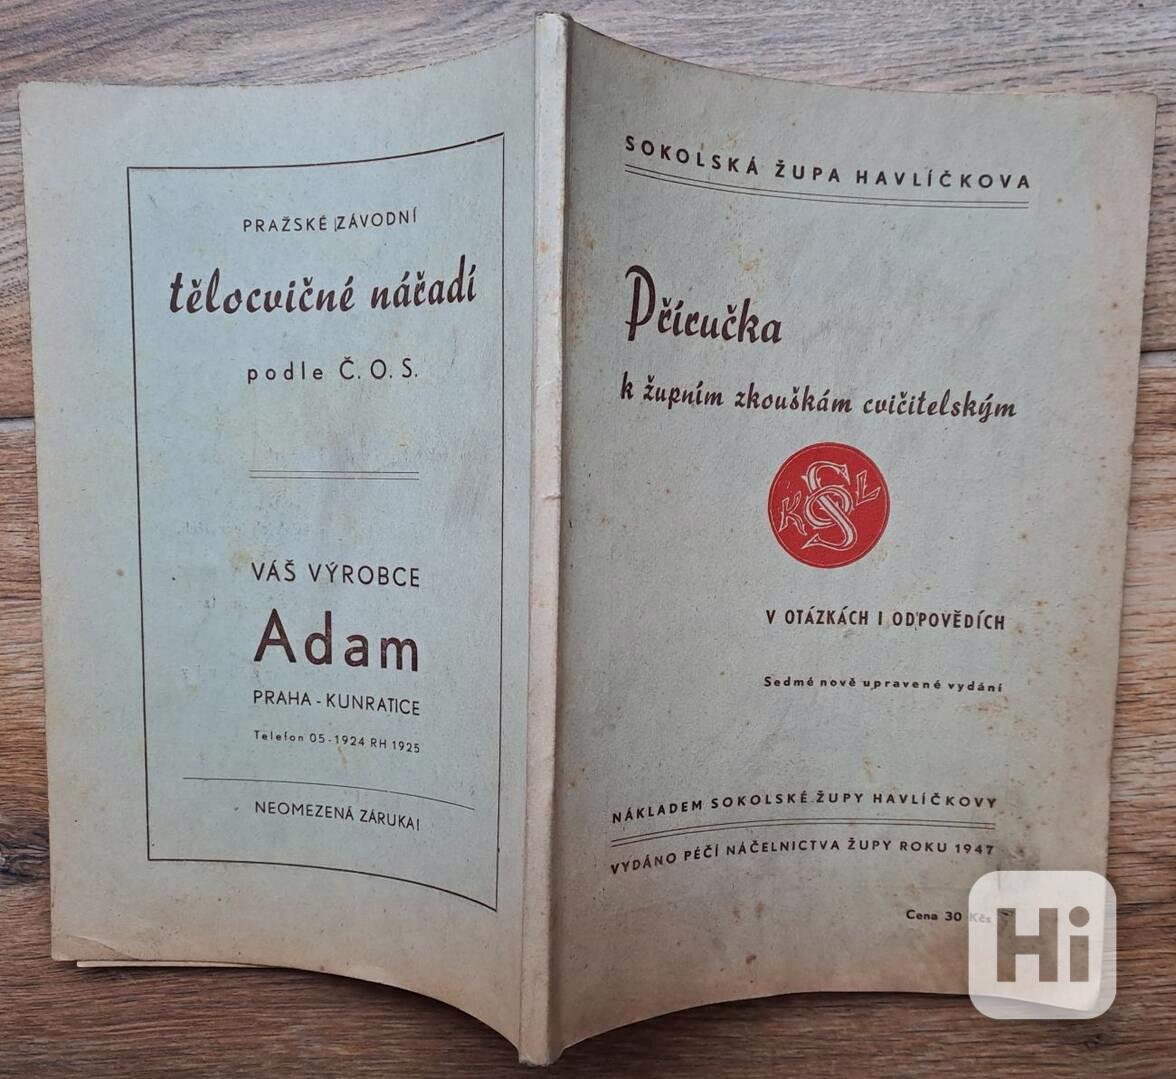 PRAŽSKÉ ZÁVODNÍ
tělocvičné nářadí
podle Č. O. S.
VÁŠ VÝROBCE
Adam
PRAHA - KUNRATICE
Telefon 05-1924 RH 1925
NEOMEZENÁ ZÁRUKA!
SOKOLSKÁ ŽUPA HAVLÍČKOVA
Příručka
k župním zkouškám cvičitelským
SOKL
V OTÁZKÁCH I ODPOVĚDÍCH
Sedmé nově upravené vydání
NÁKLADEM SOKOLSKÉ ŽUPY HAVLÍČKOVY
VYDÁNO PÉČÍ NÁČELNICTVA ŽUPY ROKU 1947
Cena 30 Kčs
Hi